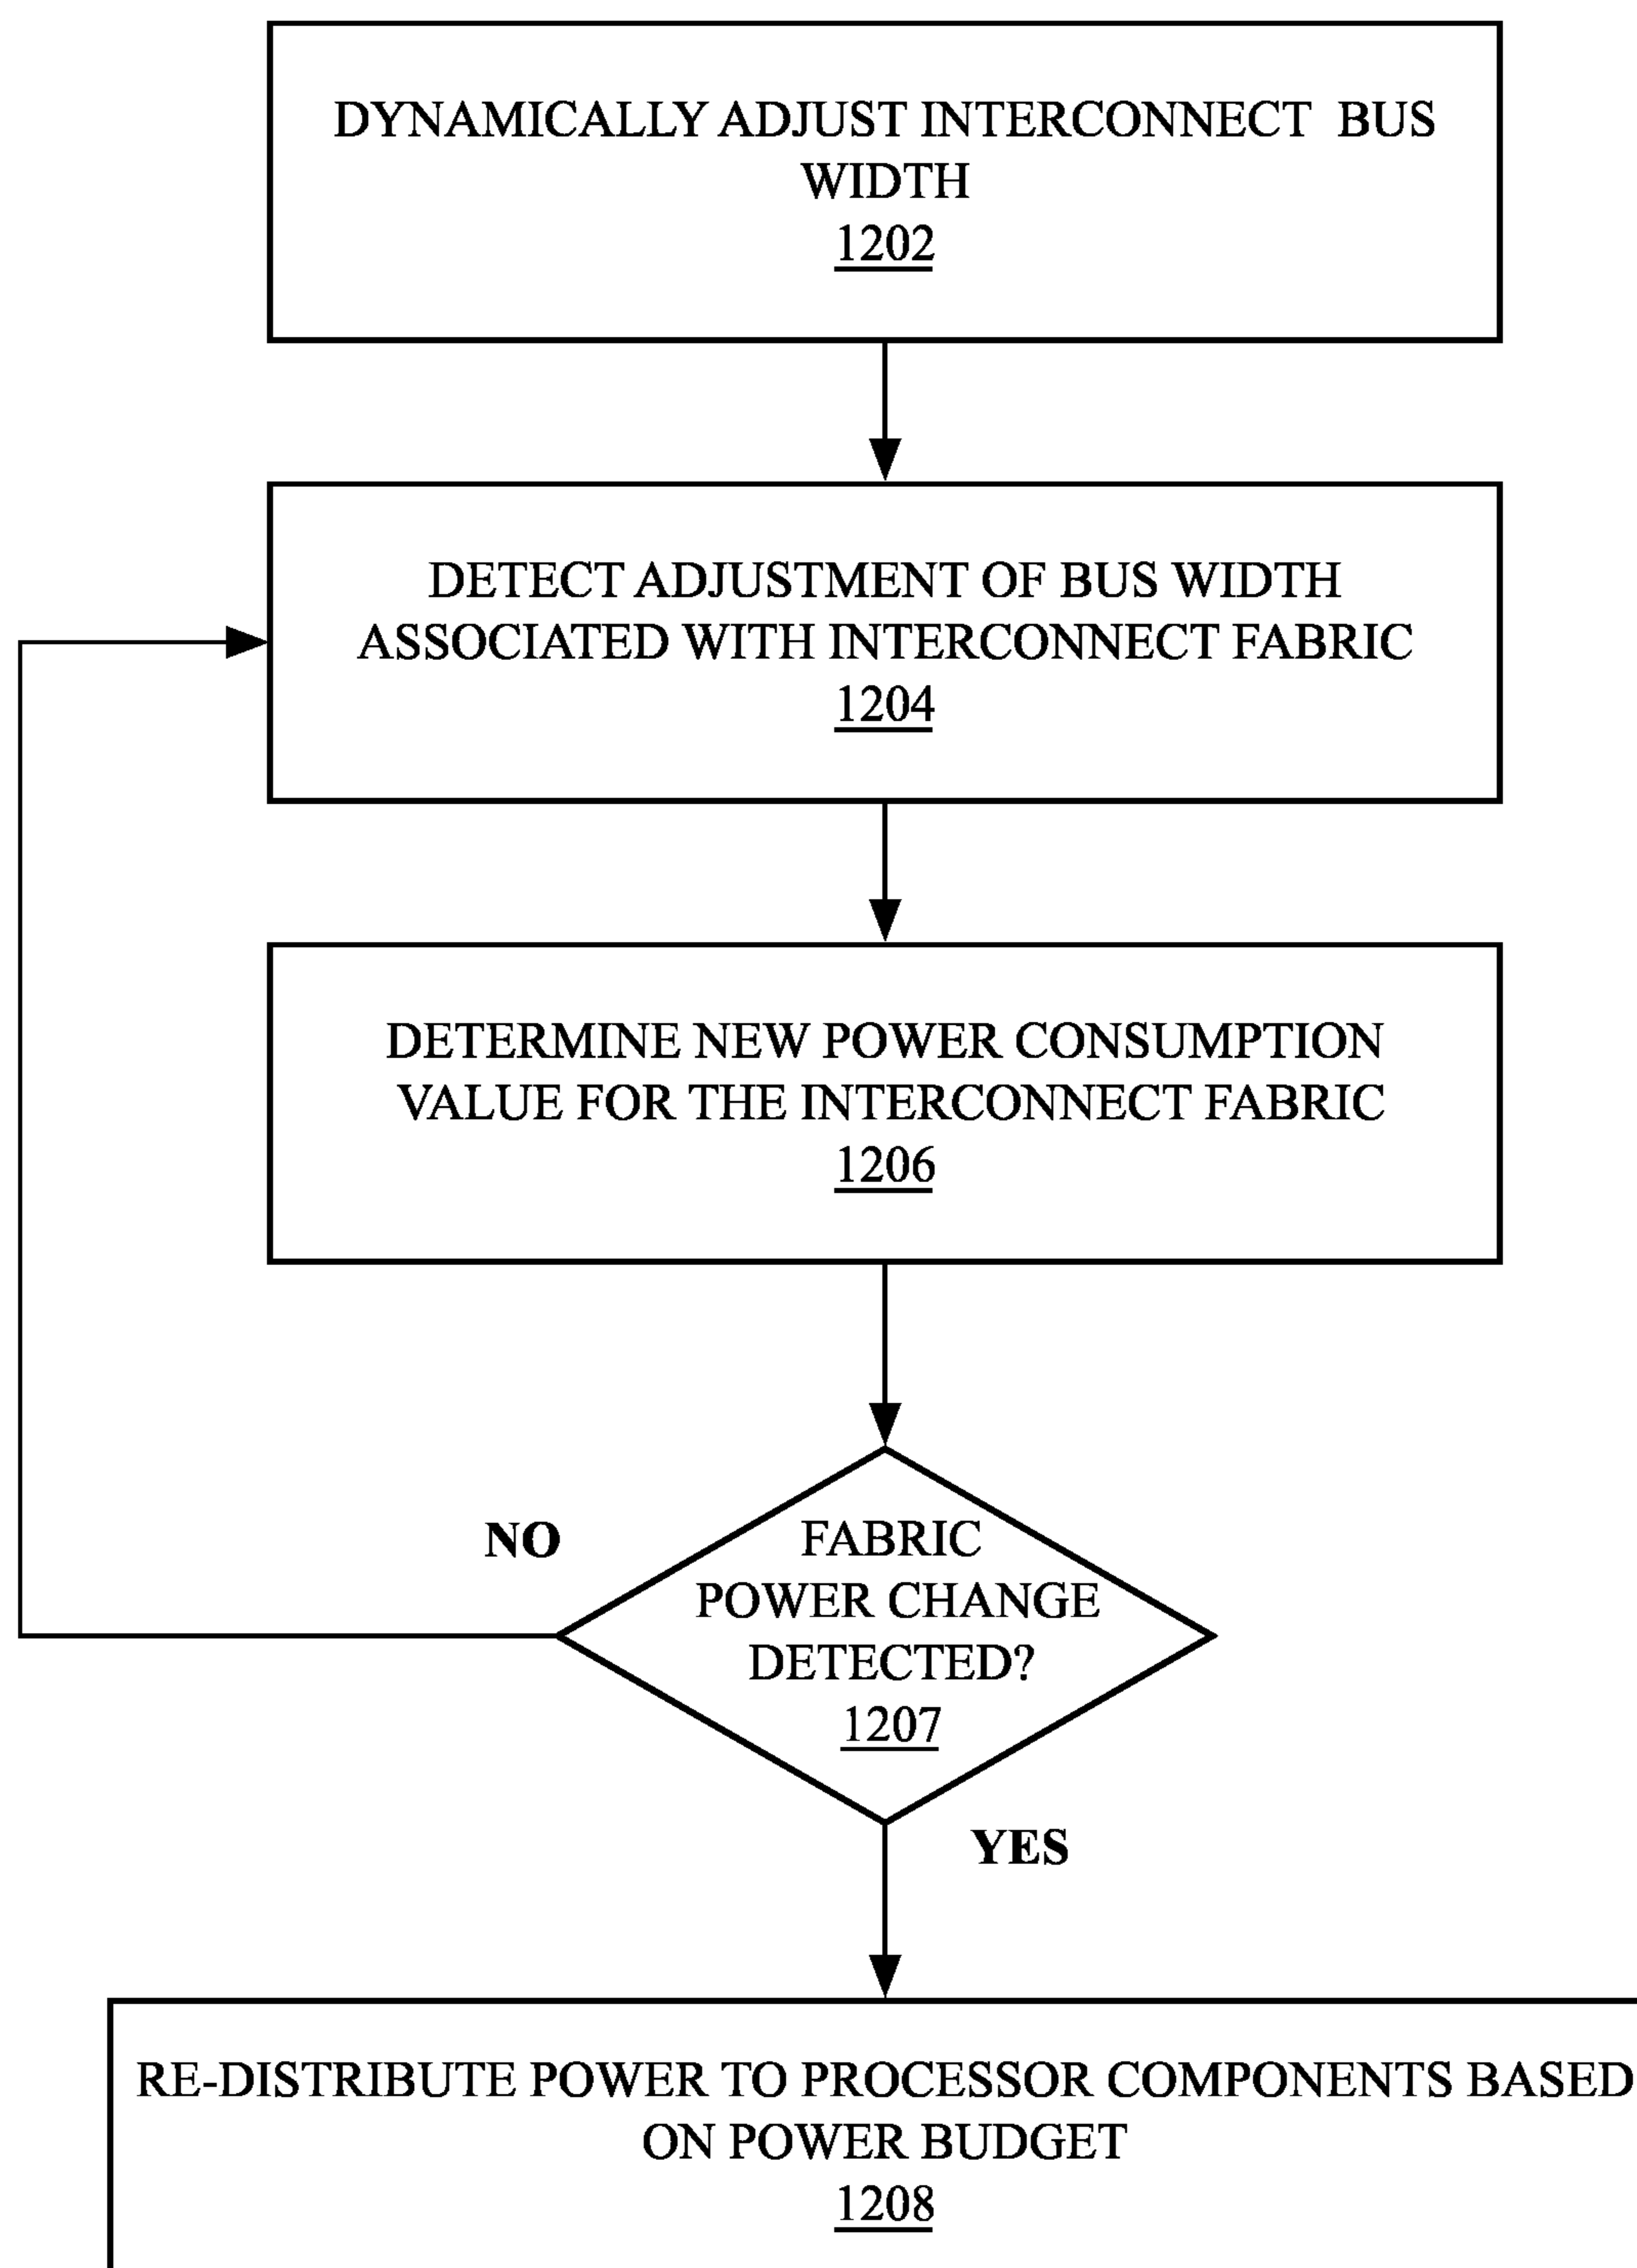 DYNAMICALLY ADJUST INTERCONNECT BUS
WIDTH
1202
DETECT ADJUSTMENT OF BUS WIDTH
ASSOCIATED WITH INTERCONNECT FABRIC
1204
DETERMINE NEW POWER CONSUMPTION
VALUE FOR THE INTERCONNECT FABRIC
1206
NO
FABRIC
POWER CHANGE
DETECTED?
1207
YES
RE-DISTRIBUTE POWER TO PROCESSOR COMPONENTS BASED
ON POWER BUDGET
1208